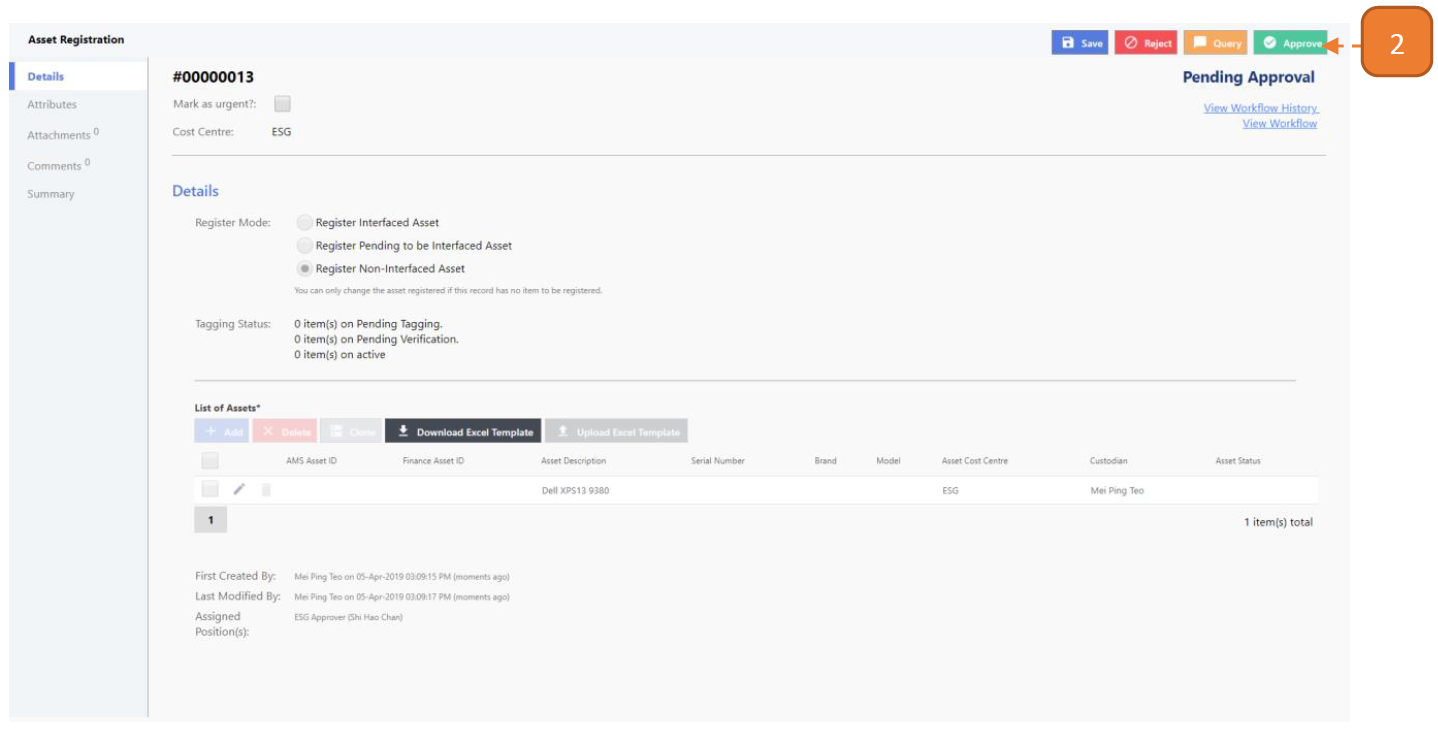 Asset Registration
Save
Reject
Query
Approve
2
Details
Attributes
Attachments 0
Comments 0
Summary
#00000013
Pending Approval
Mark as urgent?:
View Workflow History
View Workflow
Cost Centre: ESG
Details
Register Mode: Register Interfaced Asset
Register Pending to be Interfaced Asset
Register Non-Interfaced Asset
You can only change the asset registered if this record has no item to be registered.
Tagging Status: 0 item(s) on Pending Tagging.
0 item(s) on Pending Verification.
0 item(s) on active
List of Assets*
Add Delete Clone Download Excel Template Upload Excel Template
AMS Asset ID Finance Asset ID Asset Description Serial Number Brand Model Asset Cost Centre Custodian Asset Status
Dell XPS13 9380 ESG Mei Ping Teo
1 1 item(s) total
First Created By: Mei Ping Teo on 05-Apr-2019 03:09:15 PM (moments ago)
Last Modified By: Mei Ping Teo on 05-Apr-2019 03:09:17 PM (moments ago)
Assigned ESG Approver (Shi Hao Chan)
Position(s):